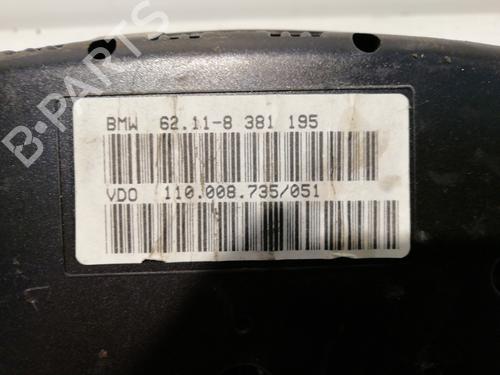 B-PARTS
BMW 62.11-8 381 195
VDO 110.008.735/051